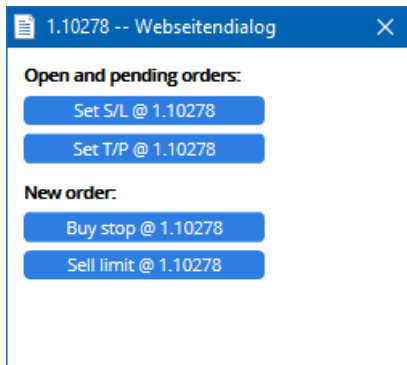 1.10278 -- Webseitendialog
Open and pending orders:
Set S/L @ 1.10278
Set T/P @ 1.10278
New order:
Buy stop @ 1.10278
Sell limit @ 1.10278